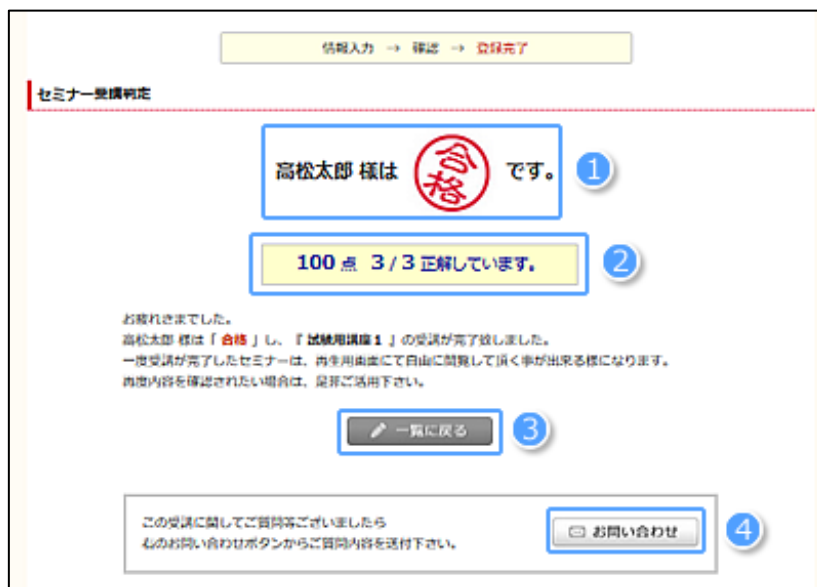 情報入力 → 確認 → 登録完了
セミナー受講判定
高松太郎 様は 合格 です。 1
100 点 3 / 3 正解しています。 2
お疲れさまでした。
高松太郎 様は「 合格 」し、『 試験用講座1 』の受講が完了致しました。
一度受講が完了したセミナーは、再生用画面にて自由に閲覧して頂く事が出来る様になります。
再度内容を確認されたい場合は、是非ご活用下さい。
一覧に戻る 3
この受講に関してご質問等ございましたら
右のお問い合わせボタンからご質問内容を送付下さい。
お問い合わせ 4